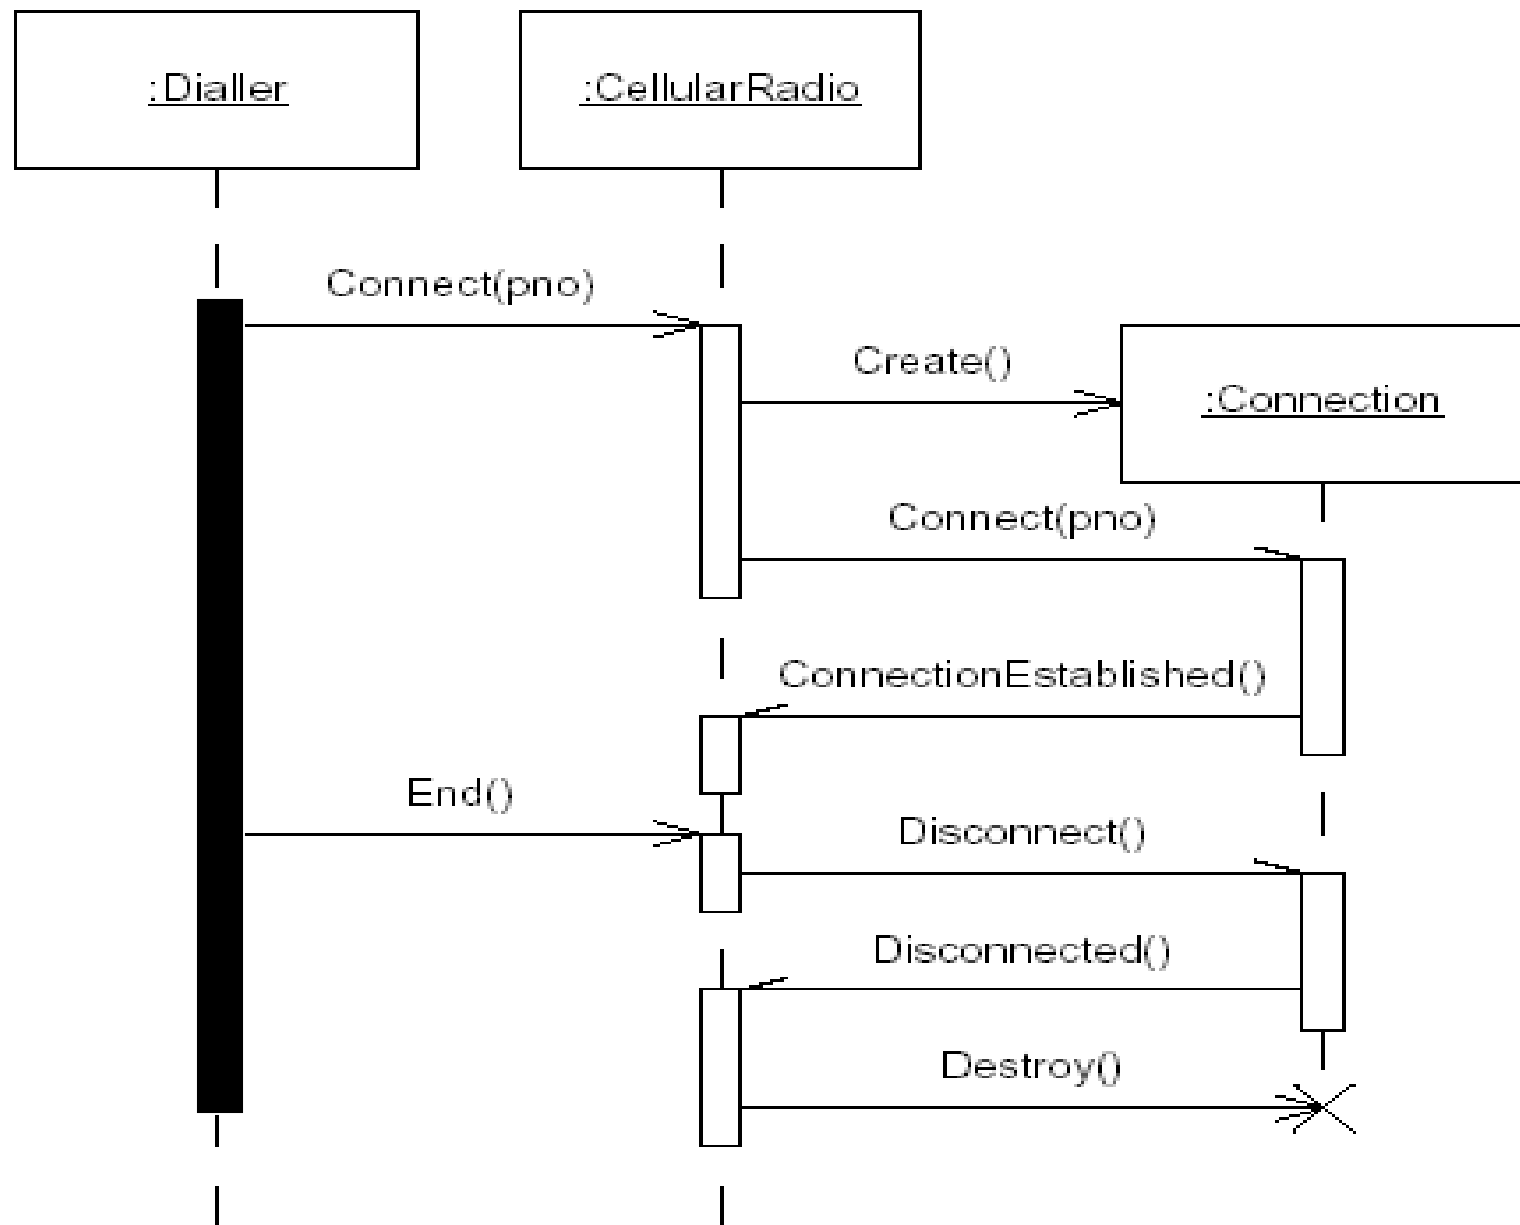 :Dialler
:CellularRadio
Connect(pno)
Create()
:Connection
Connect(pno)
ConnectionEstablished()
End()
Disconnect()
Disconnected()
Destroy()